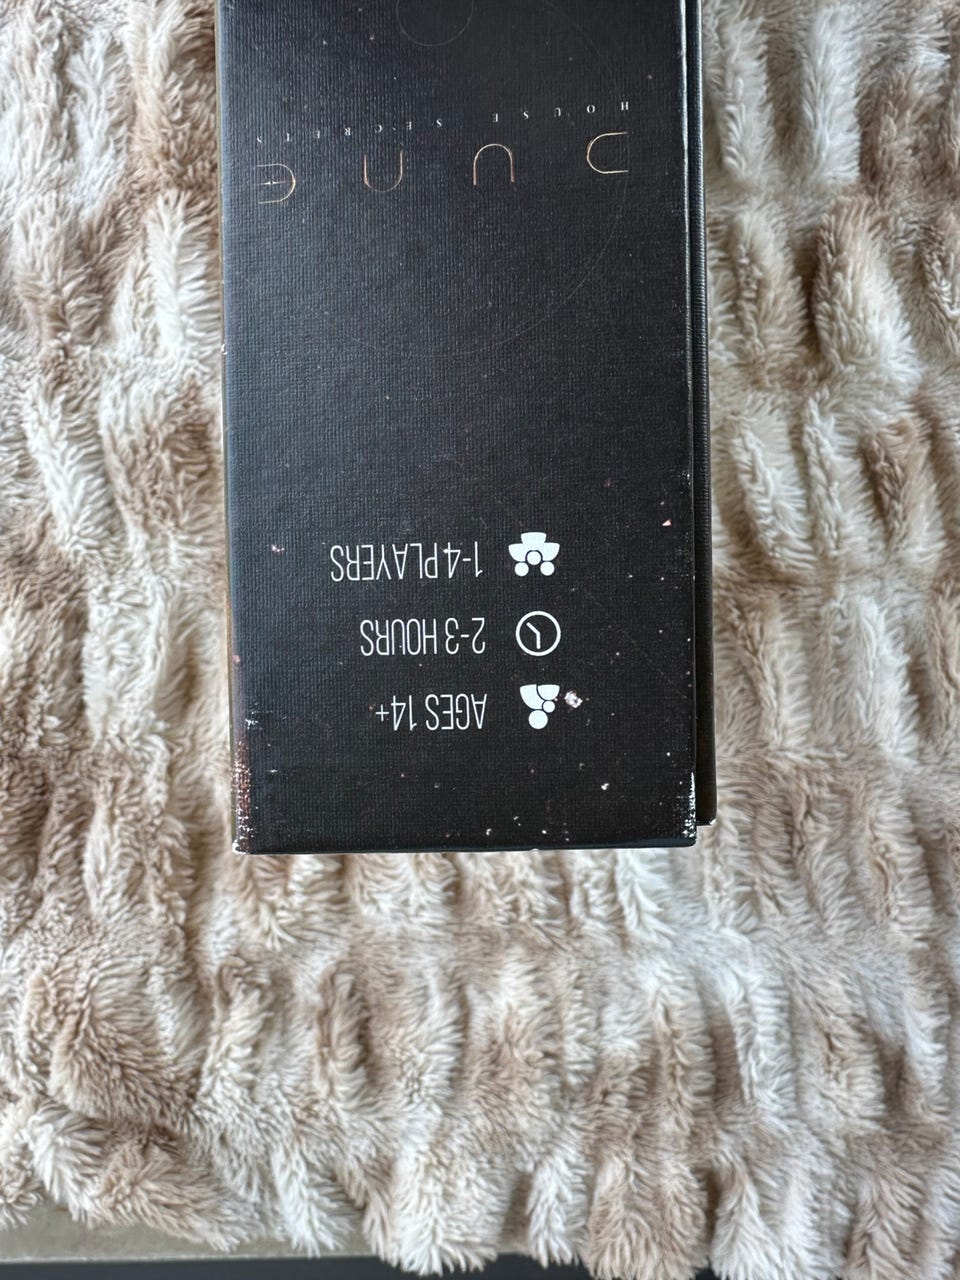 AGES 14+
2-3 HOURS
1-4 PLAYERS
DUNE
HOUSE SECRETS